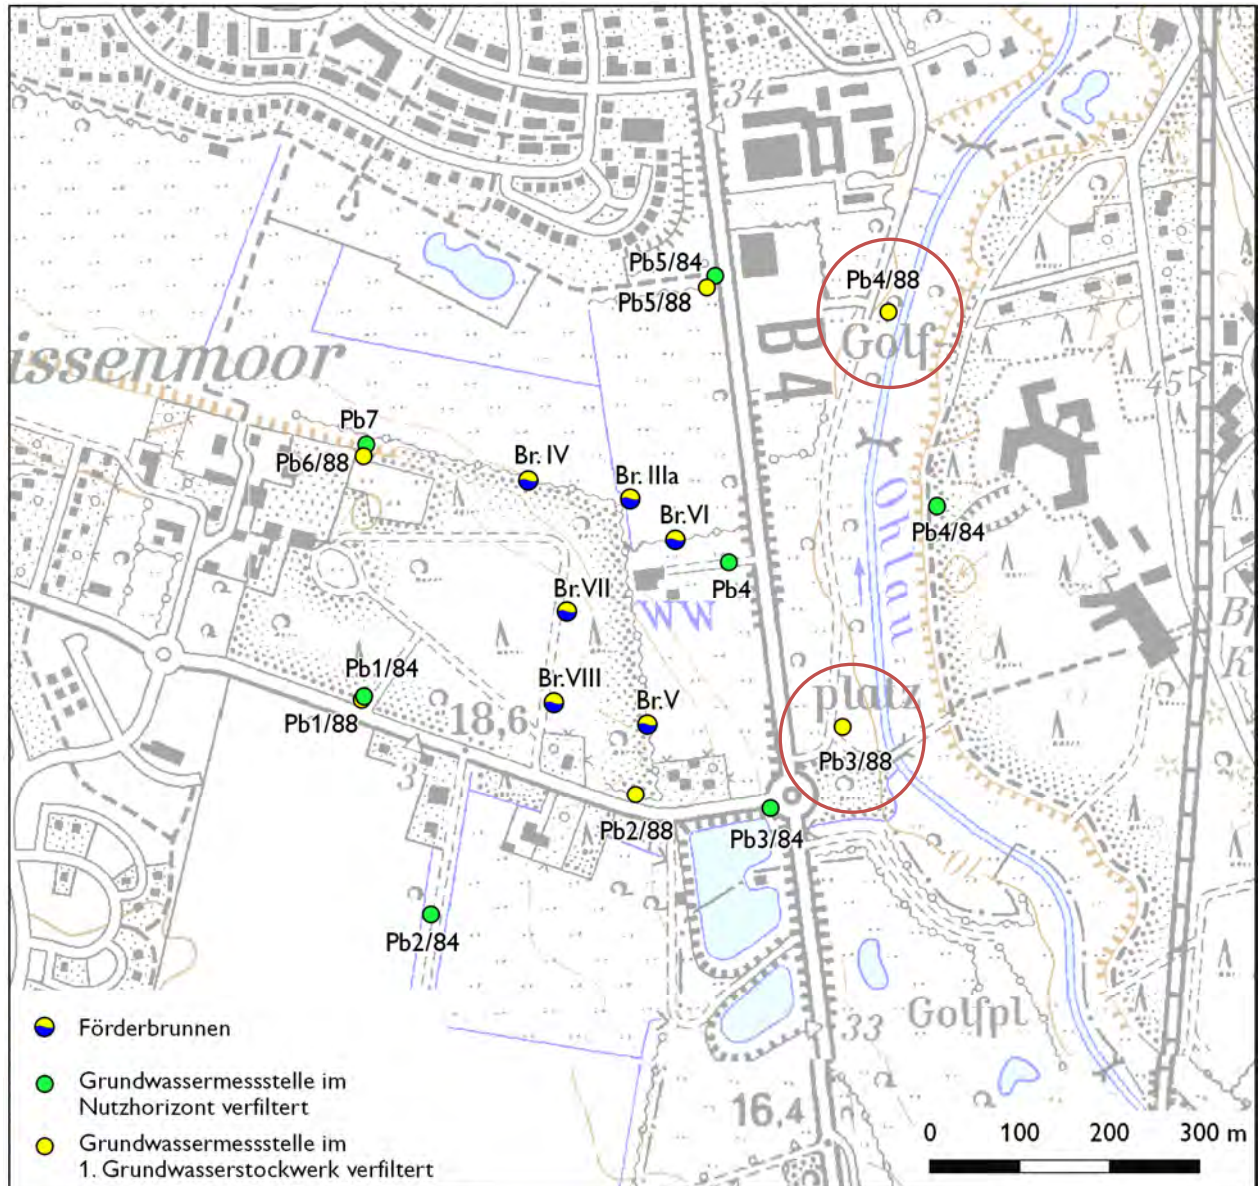 34
Pb5/84
Pb5/88
Pb4/88
Golf-
B4
issenmoor
45
Pb7
Pb6/88
Br. IV
Br. IIIa
Br.VI
Pb4
Pb4/84
Ohlau
Br.VII
WW
Pb1/84
Pb1/88
Br.VIII
18,6
Br.V
platz
Pb3/88
3
Pb2/88
Pb3/84
Pb2/84
Golfpl
33
16,4
Förderbrunnen
Grundwassermessstelle im
Nutzhorizont verfiltert
Grundwassermessstelle im
1. Grundwasserstockwerk verfiltert
0 100 200 300 m